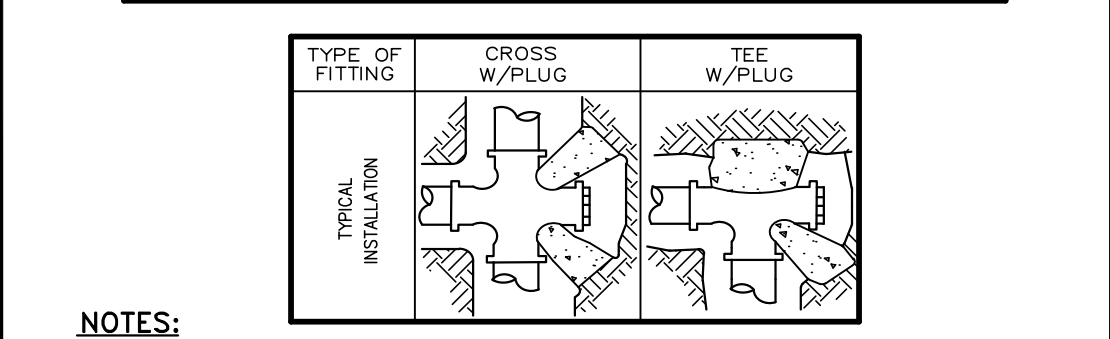 TYPE OF
FITTING
CROSS
W/PLUG
TEE
W/PLUG
TYPICAL
INSTALLATION
NOTES: